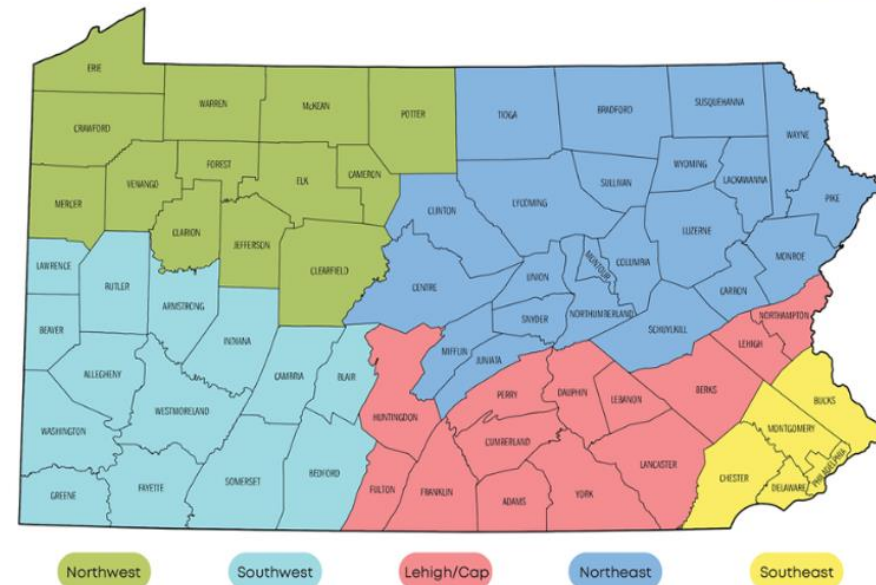 ERIE
WARREN
McKEAN
POTTER
TIOGA
BRADFORD
SUSQUEHANNA
WAYNE
CRAWFORD
FOREST
ELK
CAMERON
WYOMING
LACKAWANNA
SULLIVAN
PIKE
VENANGO
MERCER
CLINTON
LYCOMING
LUZERNE
CLARION
JEFFERSON
CLEARFIELD
COLUMBIA
MONTOUR
MONROE
LAWRENCE
BUTLER
CENTRE
UNION
CARBON
ARMSTRONG
SNYDER
NORTHUMBERLAND
NORTHAMPTON
BEAVER
INDIANA
SCHUYLKILL
MIFFLIN
JUNIATA
LEHIGH
ALLEGHENY
CAMBRIA
BLAIR
BERKS
PERRY
DAUPHIN
LEBANON
BUCKS
WESTMORELAND
HUNTINGDON
MONTGOMERY
WASHINGTON
CUMBERLAND
LANCASTER
PHILADELPHIA
CHESTER
DELAWARE
GREENE
FAYETTE
SOMERSET
BEDFORD
FULTON
FRANKLIN
ADAMS
YORK
Northwest
Southwest
Lehigh/Cap
Northeast
Southeast